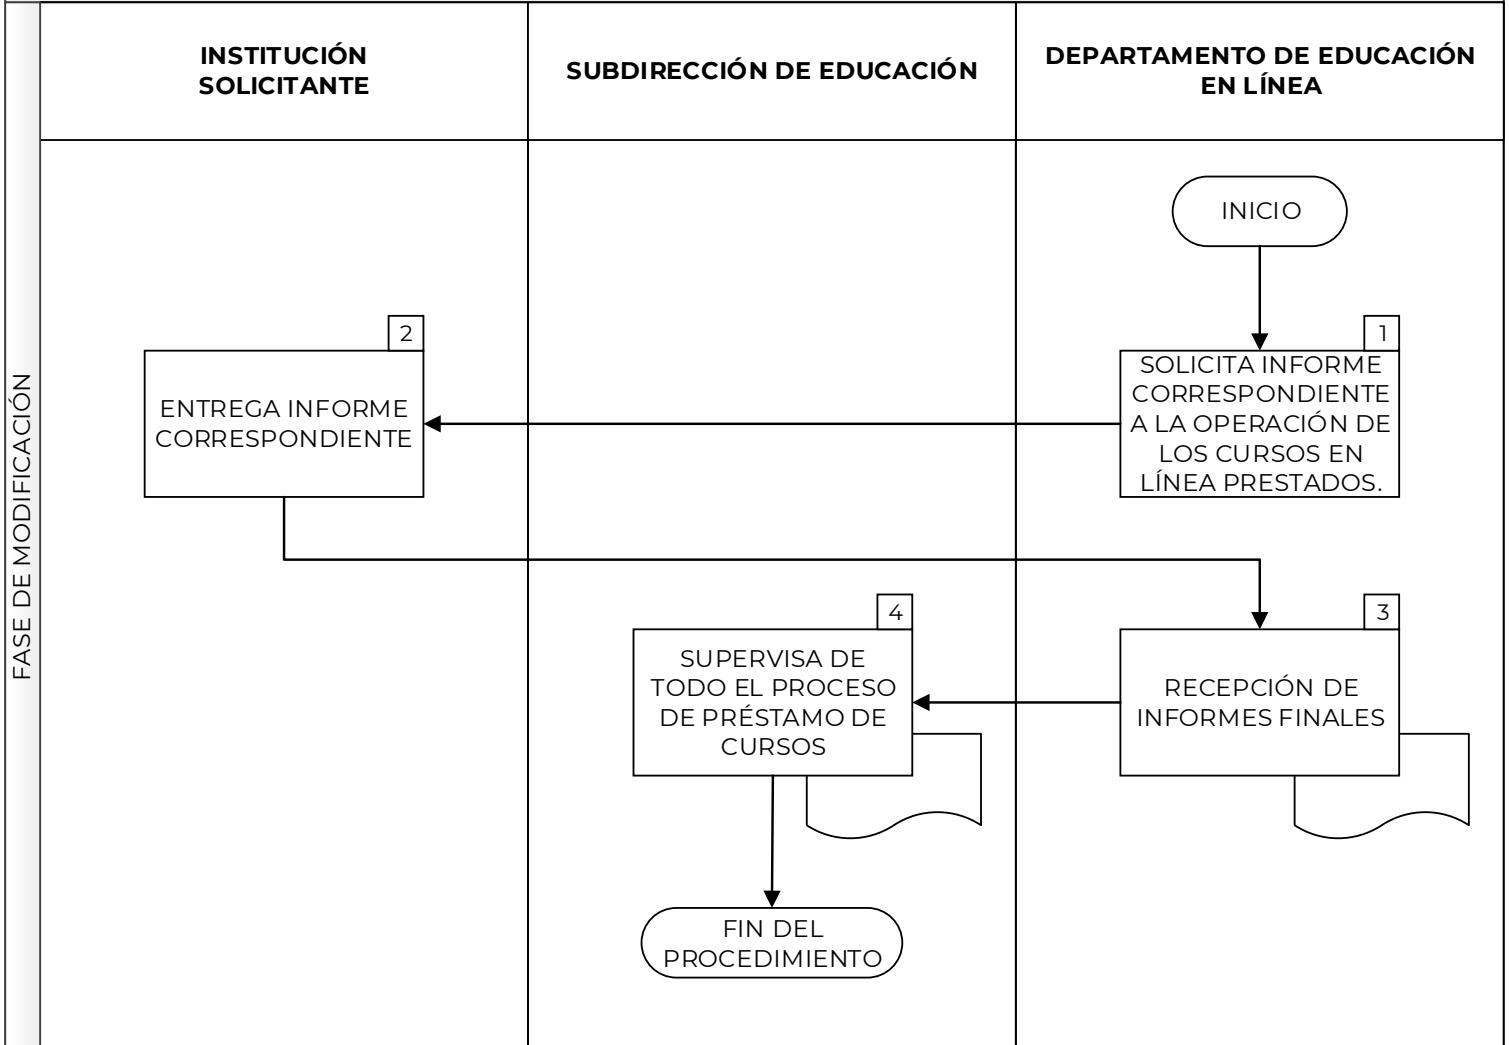 INSTITUCIÓN
SOLICITANTE
SUBDIRECCIÓN DE EDUCACIÓN
DEPARTAMENTO DE EDUCACIÓN
EN LÍNEA
FASE DE MODIFICACIÓN
INICIO
1
SOLICITA INFORME
CORRESPONDIENTE
A LA OPERACIÓN DE
LOS CURSOS EN
LÍNEA PRESTADOS.
2
ENTREGA INFORME
CORRESPONDIENTE
3
RECEPCIÓN DE
INFORMES FINALES
4
SUPERVISA DE
TODO EL PROCESO
DE PRÉSTAMO DE
CURSOS
FIN DEL
PROCEDIMIENTO